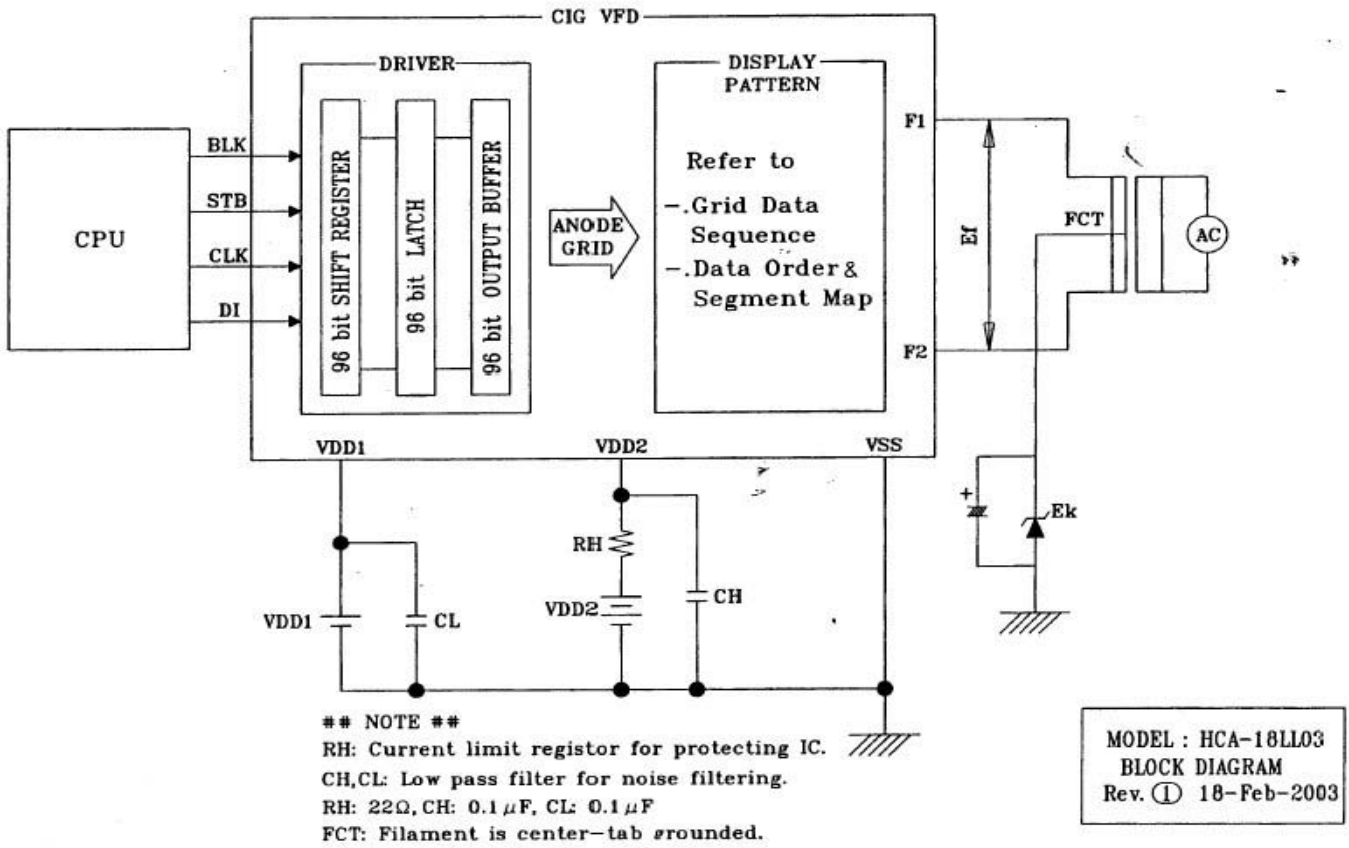 CIG VFD
DRIVER
DISPLAY
PATTERN
CPU
BLK
STB
CLK
DI
96 bit SHIFT REGISTER
96 bit LATCH
96 bit OUTPUT BUFFER
ANODE
GRID
Refer to
-.Grid Data
Sequence
-.Data Order&
Segment Map
F1
F2
Ef
FCT
AC
VDD1
VDD2
VSS
RH
VDD1
CL
VDD2
CH
+
Ek
## NOTE ##
RH: Current limit registor for protecting IC.
CH,CL: Low pass filter for noise filtering.
RH: 22Ω, CH: 0.1μF, CL: 0.1μF
FCT: Filament is center-tab grounded.
MODEL : HCA-18LL03
BLOCK DIAGRAM
Rev. ① 18-Feb-2003